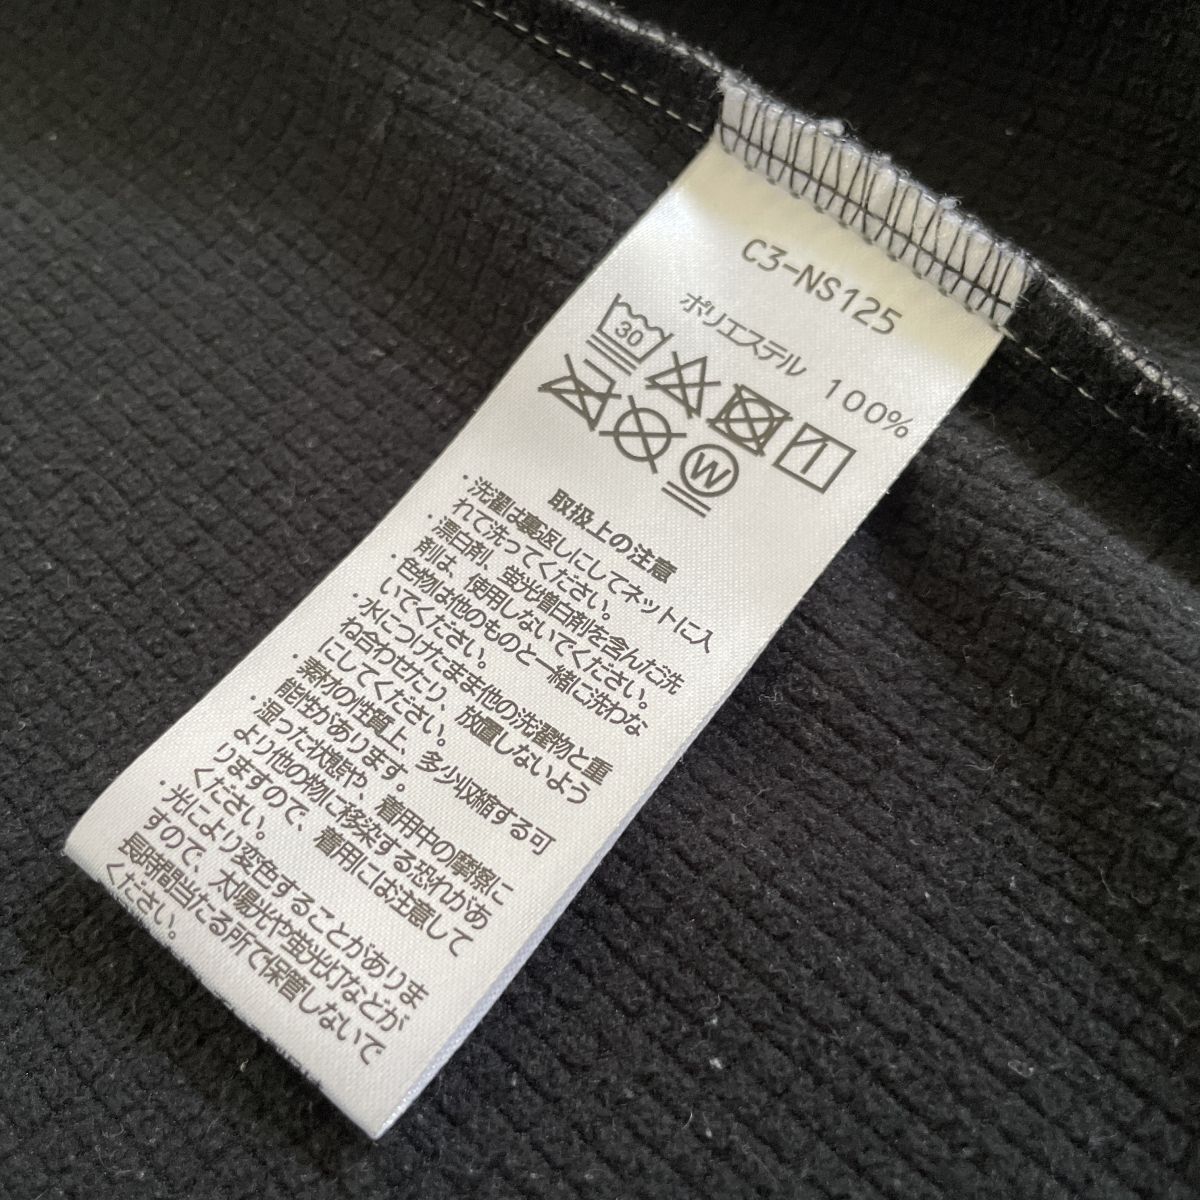 C3-NS125
ポリエステル 100%
30
W
取扱上の注意
・洗濯は裏返しにしてネットに入
れて洗ってください。
・漂白剤、蛍光増白剤を含んだ洗
剤は、使用しないでください。
・色物は他のものと一緒に洗わな
いでください。
・水につけたまま他の洗濯物と重
ね合わせたり、放置しないよう
にしてください。
・素材の性質上、多少収縮する可
能性があります。
・湿った状態や、着用中の摩擦に
より他の物に移染する恐れがあ
りますので、着用には注意して
ください。
・光により変色することがありま
すので、太陽光や蛍光灯などが
長時間当たる所で保管しないで
ください。